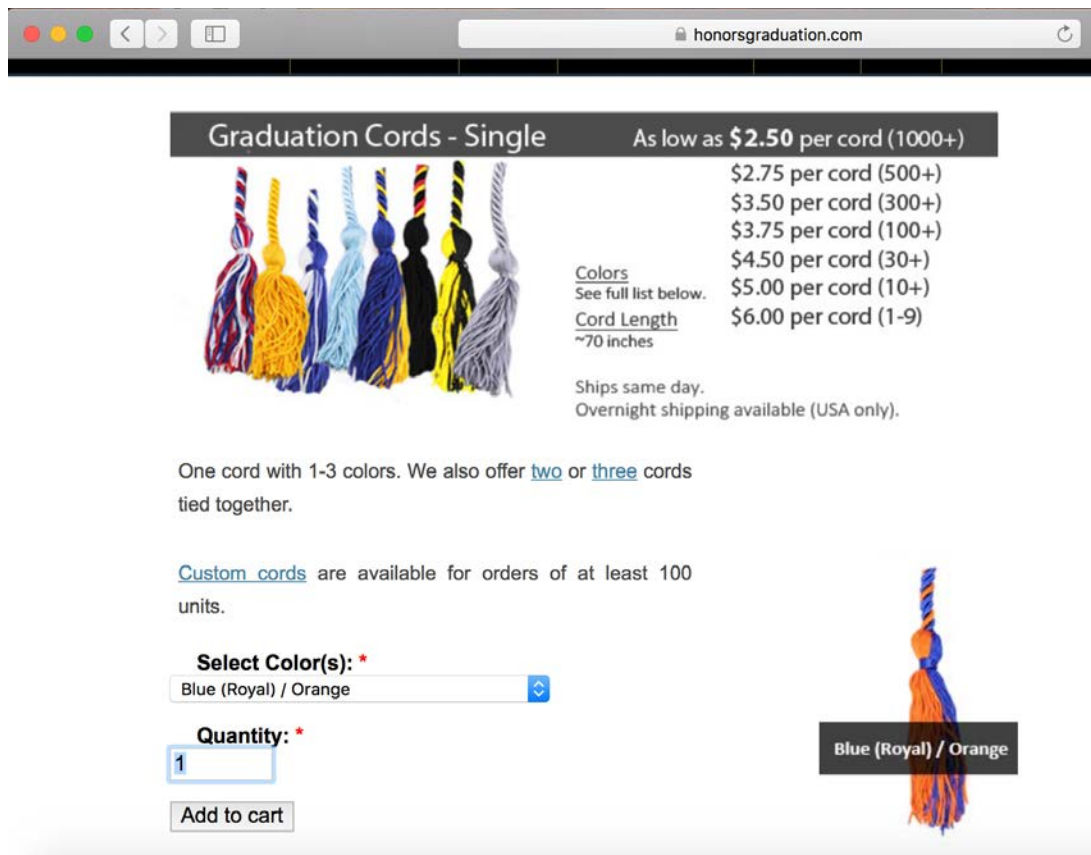 honorsgraduation.com
Graduation Cords - Single
As low as $2.50 per cord (1000+)
$2.75 per cord (500+)
$3.50 per cord (300+)
$3.75 per cord (100+)
$4.50 per cord (30+)
$5.00 per cord (10+)
$6.00 per cord (1-9)
Colors
See full list below.
Cord Length
~70 inches
Ships same day.
Overnight shipping available (USA only).
One cord with 1-3 colors. We also offer two or three cords
tied together.
Custom cords are available for orders of at least 100
units.
Select Color(s): *
Blue (Royal) / Orange
Quantity: *
1
Add to cart
Blue (Royal) / Orange